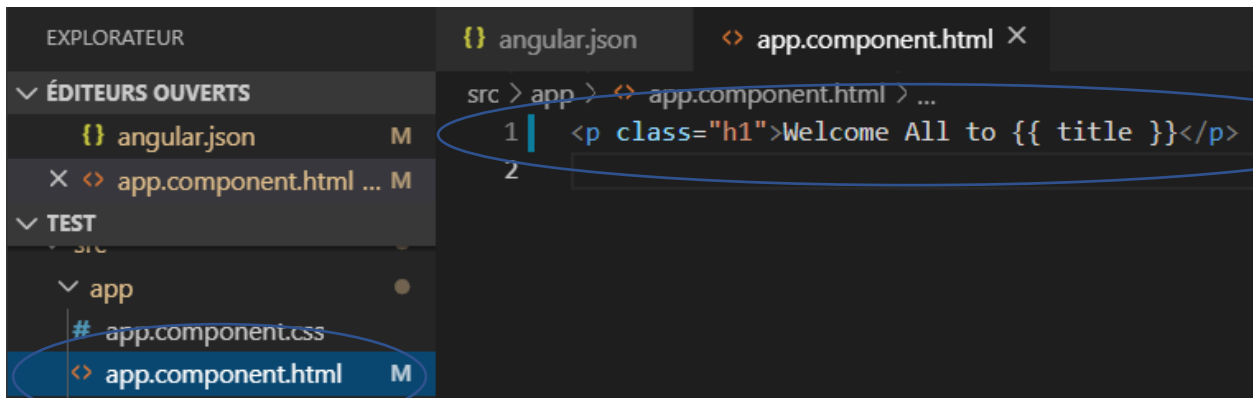 EXPLORATEUR
ÉDITEURS OUVERTS
{} angular.json M
<> app.component.html ... M
TEST
src
app
# app.component.css
<> app.component.html M
{} angular.json <> app.component.html
src > app > <> app.component.html > ...
1 <p class="h1">Welcome All to {{ title }}</p>
2